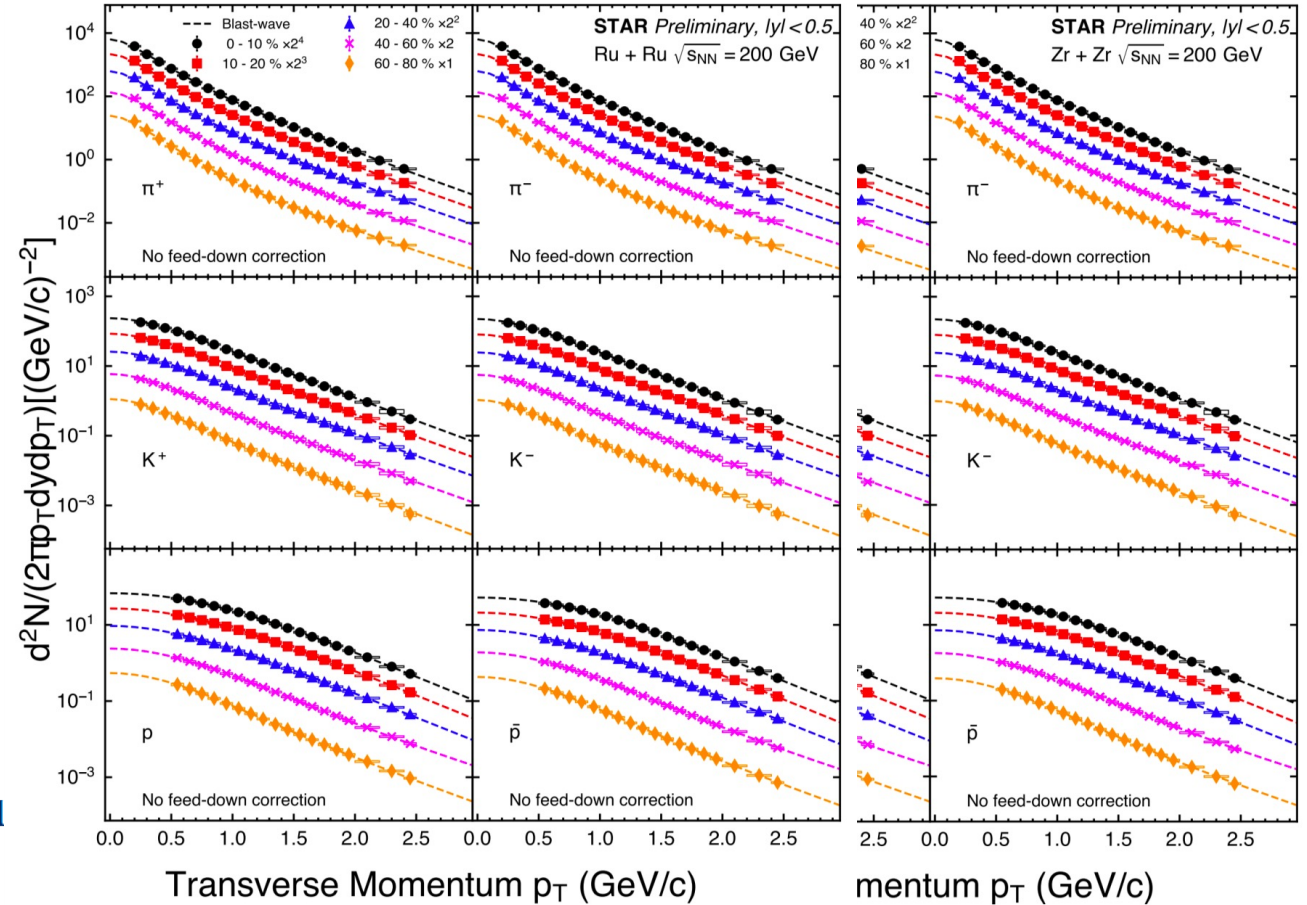 d²N/(2πp_Tdydp_T)[(GeV/c)⁻²]
Blast-wave
0 - 10 % ×2⁴
10 - 20 % ×2³
20 - 40 % ×2²
40 - 60 % ×2
60 - 80 % ×1
STAR Preliminary, |y| < 0.5
Ru + Ru √s_NN = 200 GeV
40 % ×2²
60 % ×2
80 % ×1
STAR Preliminary, |y| < 0.5
Zr + Zr √s_NN = 200 GeV
10⁴
10²
10⁰
10⁻²
π⁺
π⁻
π⁻
No feed-down correction
No feed-down correction
No feed-down correction
10³
10¹
10⁻¹
10⁻³
K⁺
K⁻
K⁻
10¹
10⁻¹
10⁻³
p
p̄
p̄
No feed-down correction
No feed-down correction
No feed-down correction
0.0 0.5 1.0 1.5 2.0 2.5 0.0 0.5 1.0 1.5 2.0 2.5 2.5 0.0 0.5 1.0 1.5 2.0 2.5
Transverse Momentum p_T (GeV/c) mentum p_T (GeV/c)